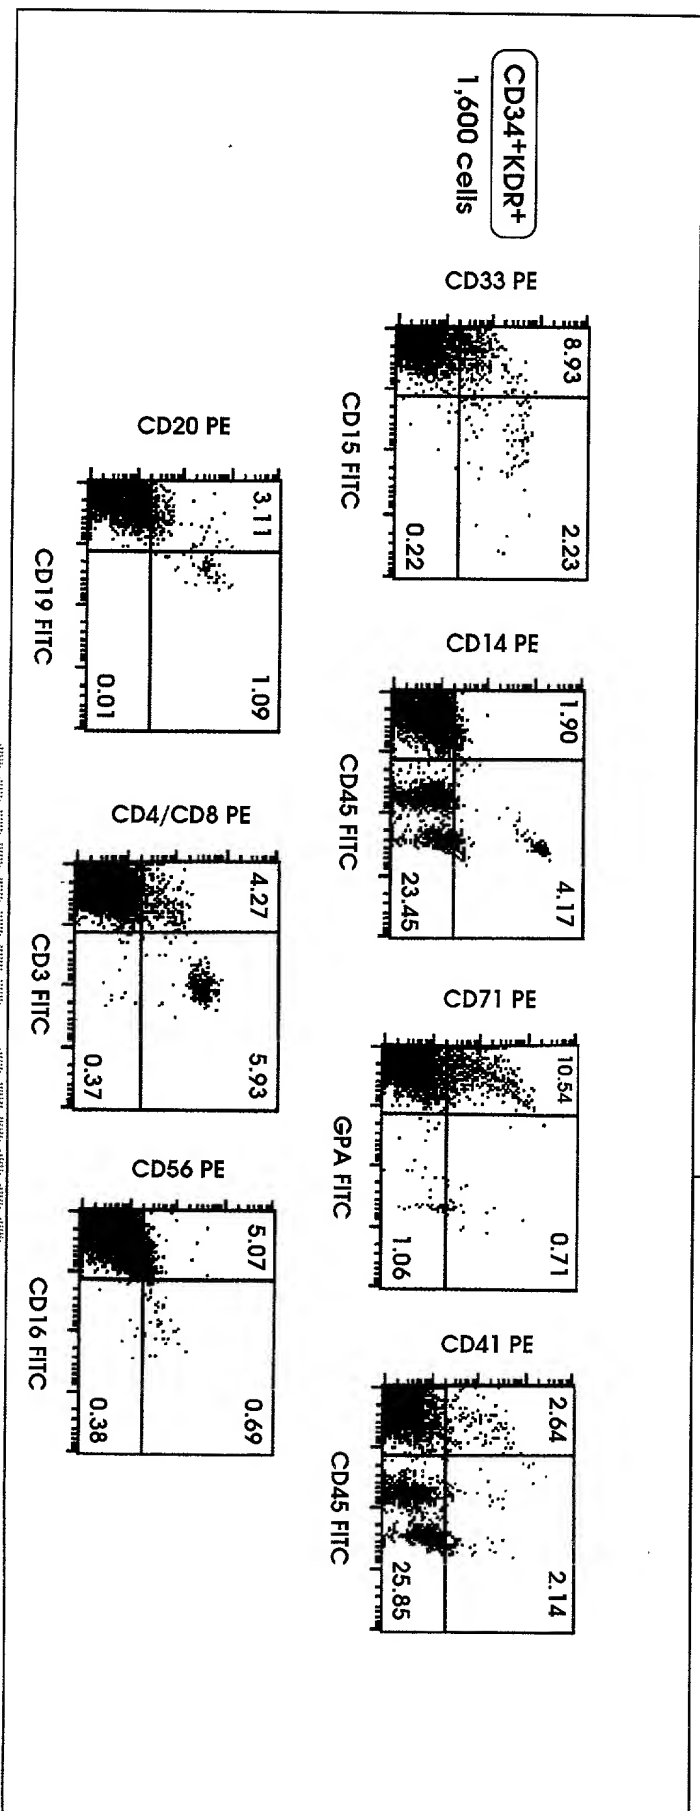 CD34⁺KDR⁺
1,600 cells
CD33 PE
8.93
2.23
0.22
CD15 FITC
CD14 PE
1.90
4.17
23.45
CD45 FITC
CD71 PE
10.54
0.71
1.06
GPA FITC
CD41 PE
2.64
2.14
25.85
CD45 FITC
CD20 PE
3.11
1.09
0.01
CD19 FITC
CD4/CD8 PE
4.27
5.93
0.37
CD3 FITC
CD56 PE
5.07
0.69
0.38
CD16 FITC